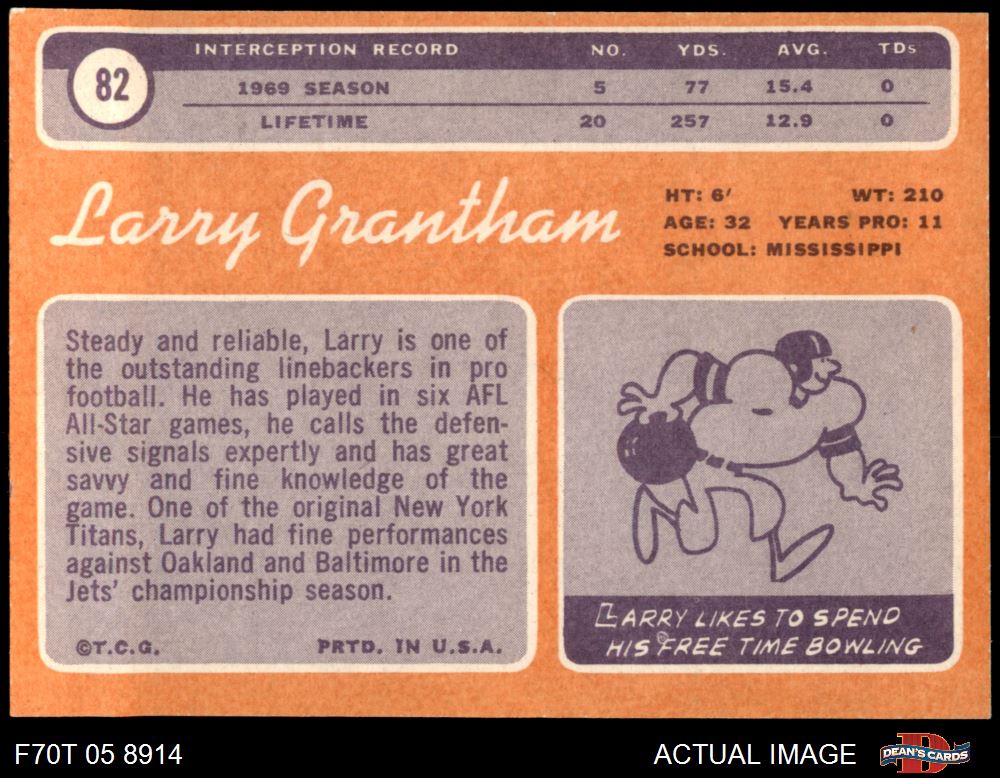 82
INTERCEPTION RECORD NO. YDS. AVG. TDs
1969 SEASON 5 77 15.4 0
LIFETIME 20 257 12.9 0
Larry Grantham
HT: 6' WT: 210
AGE: 32 YEARS PRO: 11
SCHOOL: MISSISSIPPI
Steady and reliable, Larry is one of
the outstanding linebackers in pro
football. He has played in six AFL
All-Star games, he calls the defen-
sive signals expertly and has great
savvy and fine knowledge of the
game. One of the original New York
Titans, Larry had fine performances
against Oakland and Baltimore in the
Jets' championship season.
©T.C.G. PRTD. IN U.S.A.
LARRY LIKES TO SPEND
HIS FREE TIME BOWLING
F70T 05 8914 ACTUAL IMAGE DEAN'S CARDS